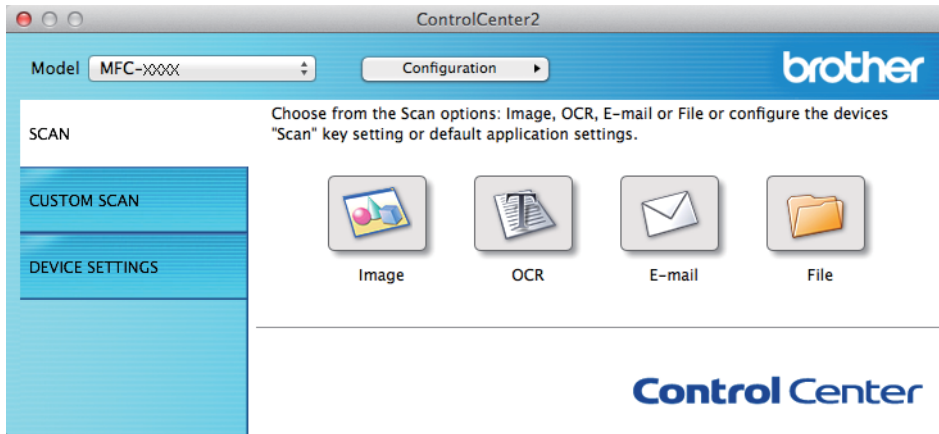 ControlCenter2
Model MFC-XXXX Configuration brother
SCAN
Choose from the Scan options: Image, OCR, E-mail or File or configure the devices
"Scan" key setting or default application settings.
CUSTOM SCAN
DEVICE SETTINGS
Image OCR E-mail File
Control Center